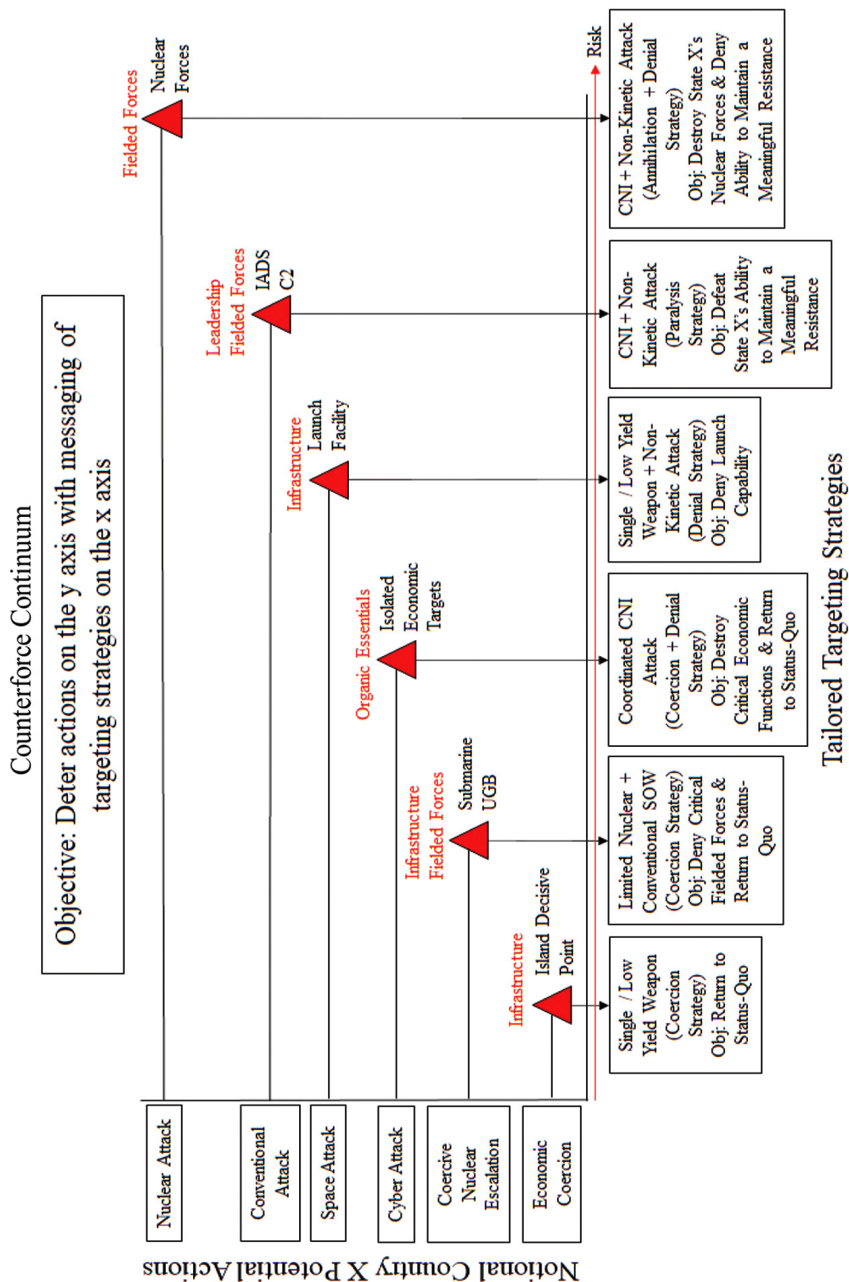 Counterforce Continuum
Objective: Deter actions on the y axis with messaging of
targeting strategies on the x axis
Notional Country X Potential Actions
Nuclear Attack
Conventional
Attack
Space Attack
Cyber Attack
Coercive
Nuclear
Escalation
Economic
Coercion
Fielded Forces
Nuclear
Forces
Leadership
Fielded Forces
IADS
C2
Infrastructure
Launch
Facility
Organic Essentials
Isolated
Economic
Targets
Infrastructure
Fielded Forces
Submarine
UGB
Infrastructure
Island Decisive
Point
Risk
Single / Low
Yield Weapon
(Coercion
Strategy)
Obj: Return to
Status-Quo
Limited Nuclear +
Conventional SOW
(Coercion Strategy)
Obj: Deny Critical
Fielded Forces &
Return to Status-
Quo
Coordinated CNI
Attack
(Coercion + Denial
Strategy)
Obj: Destroy
Critical Economic
Functions & Return
to Status-Quo
Single / Low Yield
Weapon + Non-
Kinetic Attack
(Denial Strategy)
Obj: Deny Launch
Capability
CNI + Non-
Kinetic Attack
(Paralysis
Strategy)
Obj: Defeat
State X's Ability
to Maintain a
Meaningful
Resistance
CNI + Non-Kinetic Attack
(Annihilation + Denial
Strategy)
Obj: Destroy State X's
Nuclear Forces & Deny
Ability to Maintain a
Meaningful Resistance
Tailored Targeting Strategies